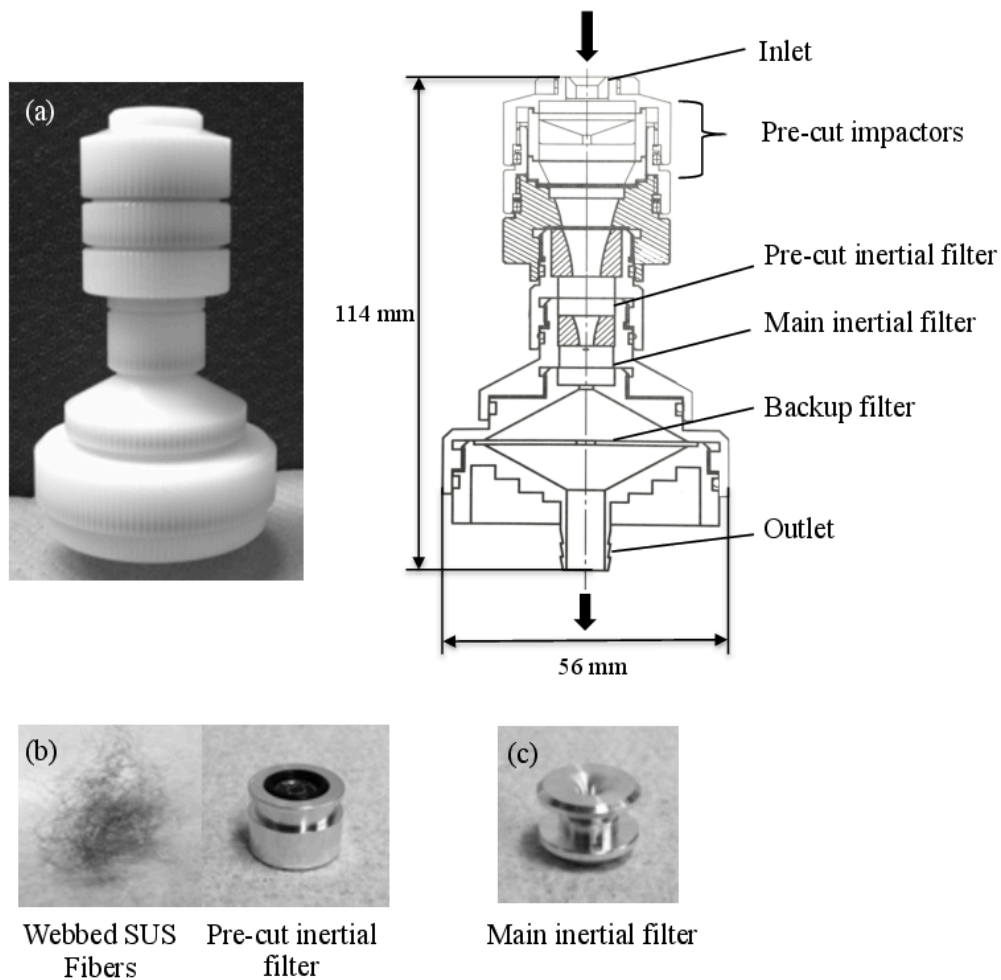 (a)
Inlet
Pre-cut impactors
Pre-cut inertial filter
114 mm
Main inertial filter
Backup filter
Outlet
56 mm
(b)
(c)
Webbed SUS
Fibers
Pre-cut inertial
filter
Main inertial filter